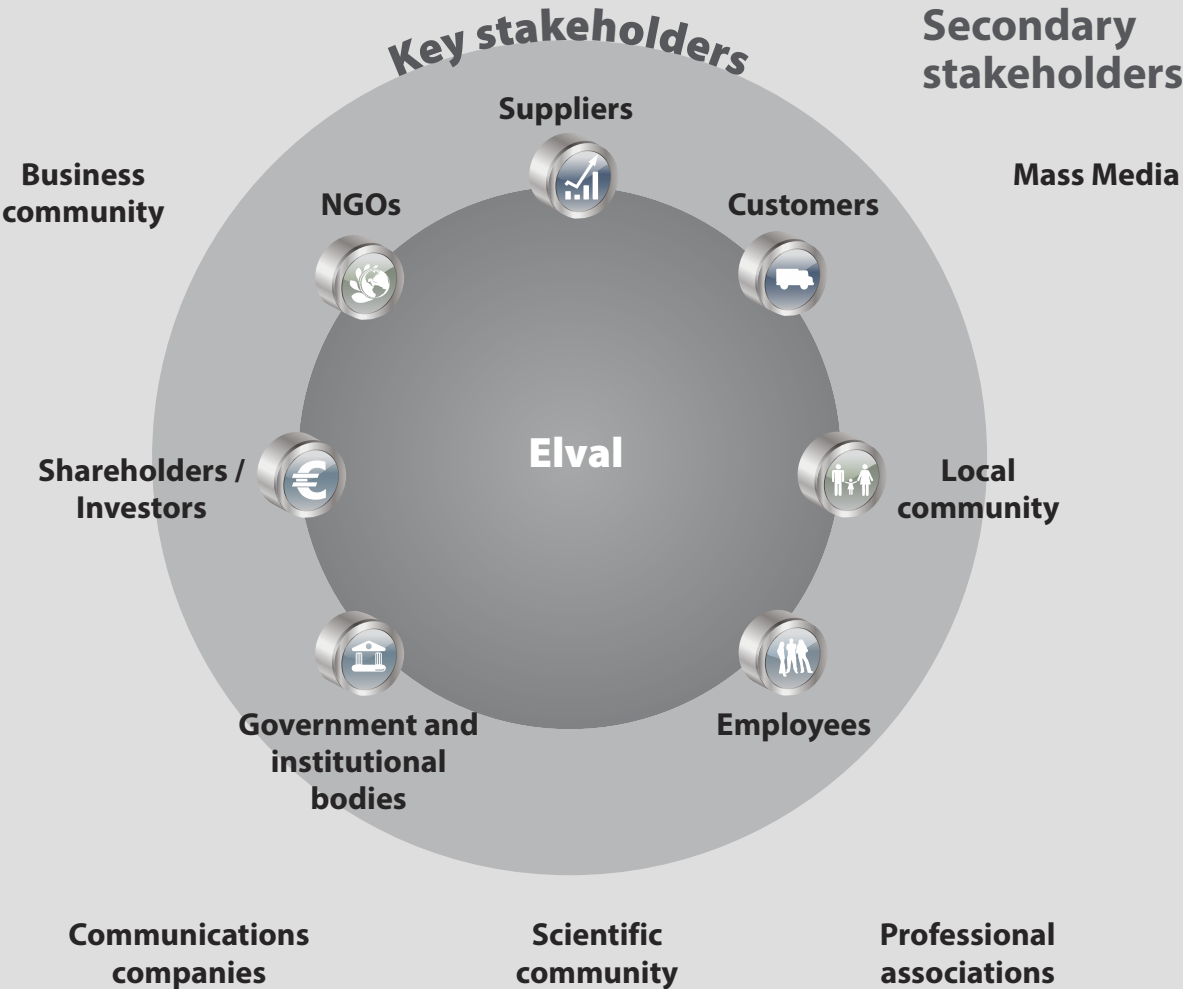 Key stakeholders
Secondary
stakeholders
Suppliers
Business
community
Mass Media
NGOs
Customers
Elval
Shareholders /
Investors
Local
community
Government and
institutional
bodies
Employees
Communications
companies
Scientific
community
Professional
associations